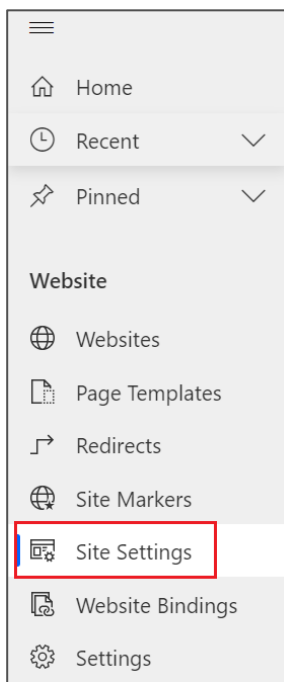 Home
Recent
Pinned
Website
Websites
Page Templates
Redirects
Site Markers
Site Settings
Website Bindings
Settings